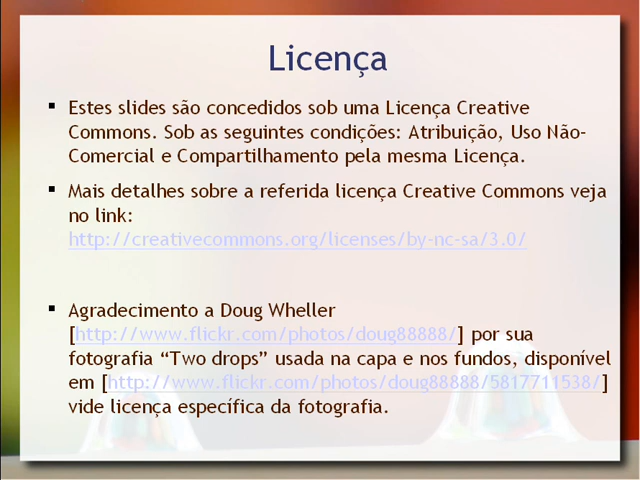 Licença
Estes slides são concedidos sob uma Licença Creative
Commons. Sob as seguintes condições: Atribuição, Uso Não-
Comercial e Compartilhamento pela mesma Licença.
Mais detalhes sobre a referida licença Creative Commons veja
no link:
http://creativecommons.org/licenses/by-nc-sa/3.0/
Agradecimento a Doug Wheller
[http://www.flickr.com/photos/doug88888/] por sua
fotografia “Two drops” usada na capa e nos fundos, disponível
em [http://www.flickr.com/photos/doug88888/5817711538/]
vide licença específica da fotografia.